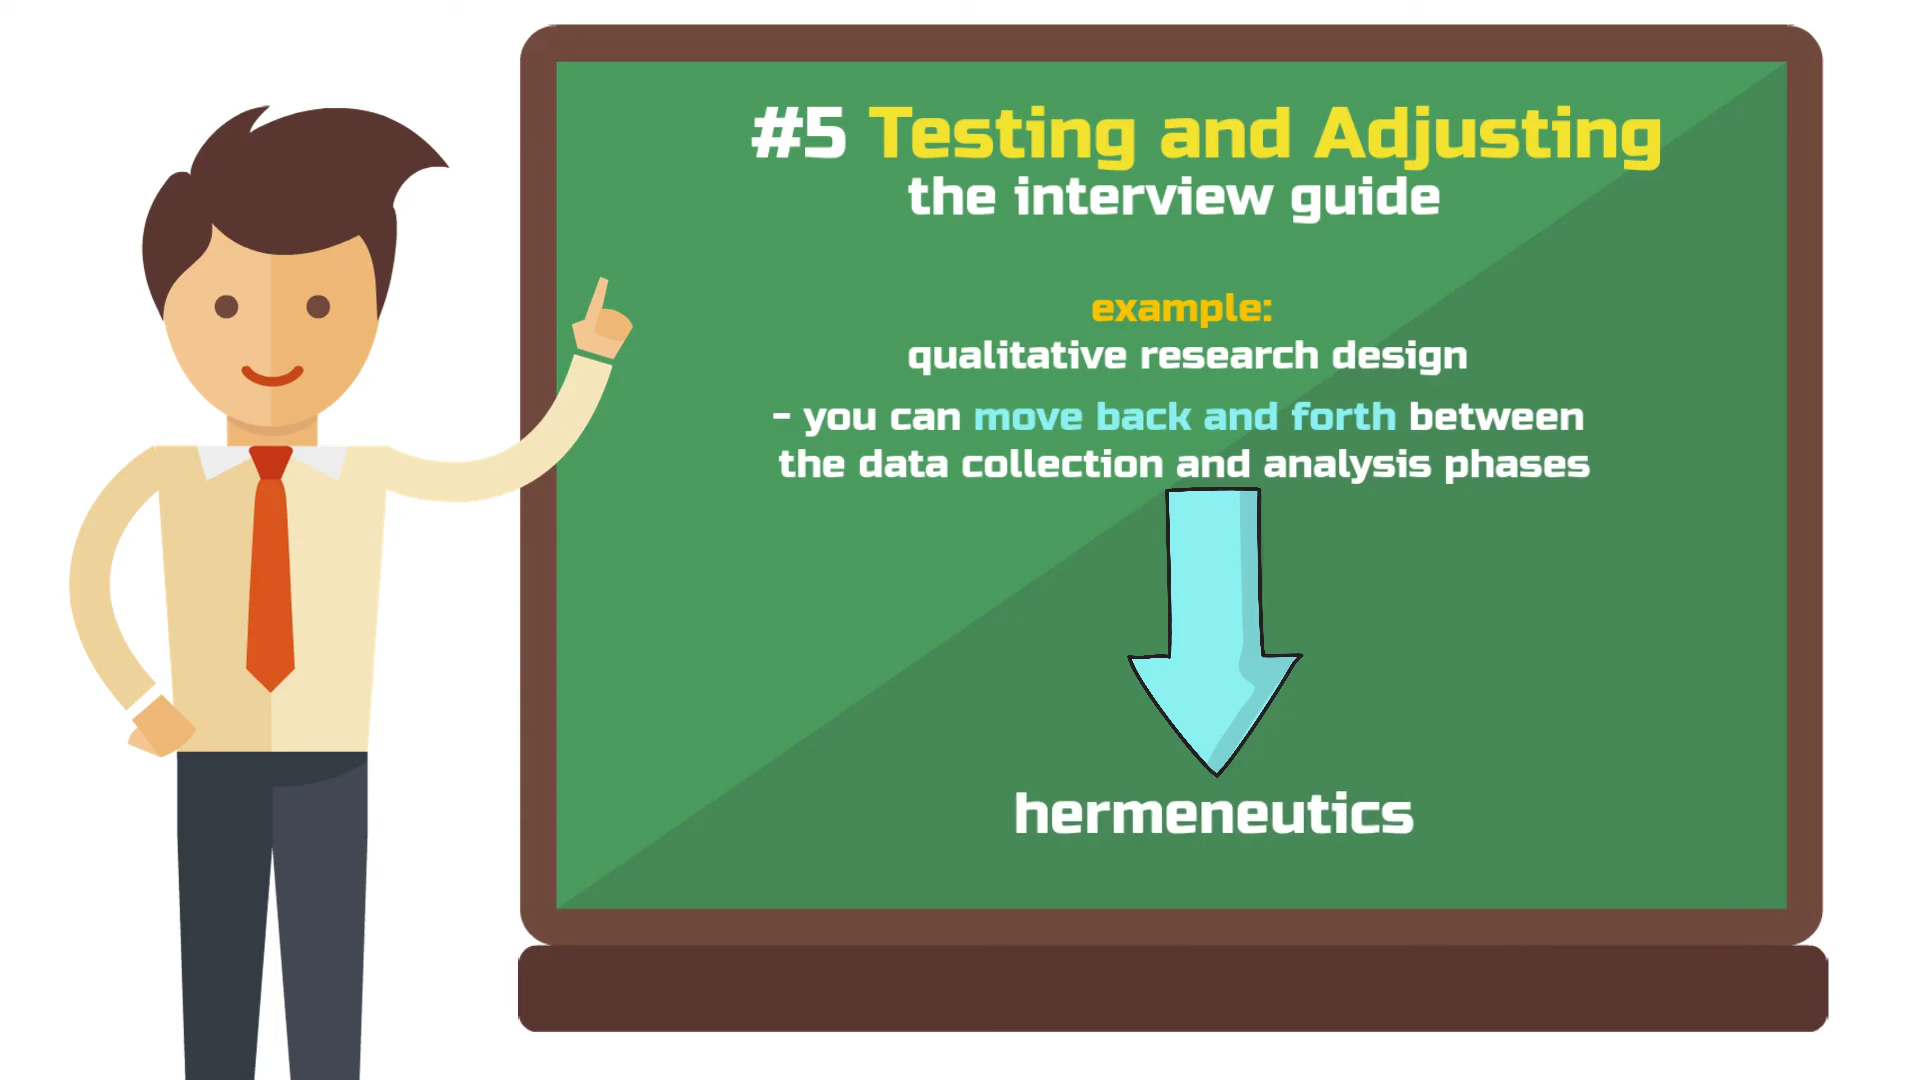 #5 Testing and Adjusting
the interview guide
example:
qualitative research design
- you can move back and forth between
the data collection and analysis phases
hermeneutics